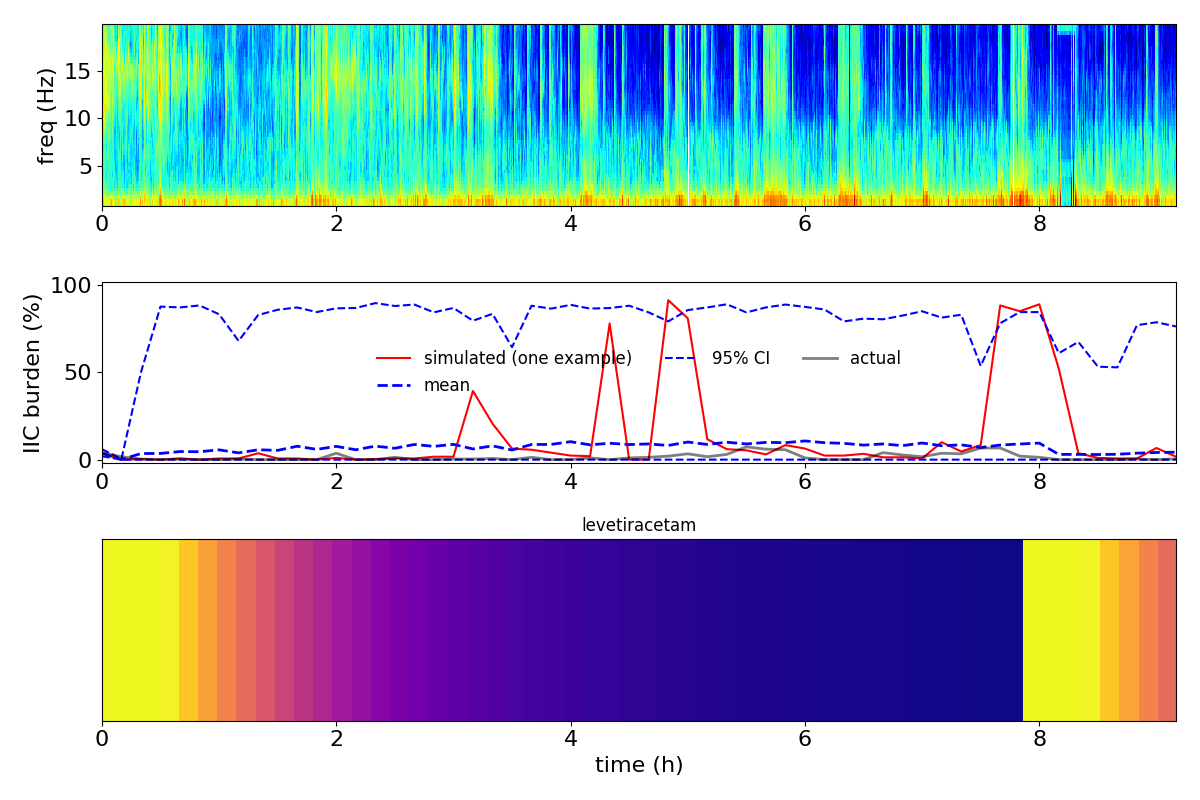 15
10
5
freq (Hz)
0 2 4 6 8
100
50
0
IIC burden (%)
simulated (one example) 95% CI actual
mean
0 2 4 6 8
levetiracetam
0 2 4 6 8
time (h)